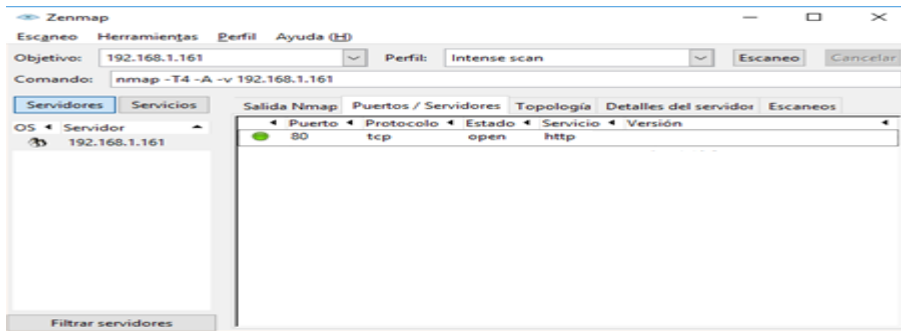 Zenmap
Escaneo Herramientas Perfil Ayuda (H)
Objetivo: 192.168.1.161 Perfil: Intense scan Escaneo Cancelar
Comando: nmap -T4 -A -v 192.168.1.161
Servidores Servicios Salida Nmap Puertos / Servidores Topología Detalles del servidor Escaneos
OS Servidor Puerto Protocolo Estado Servicio Versión
192.168.1.161 80 tcp open http
Filtrar servidores